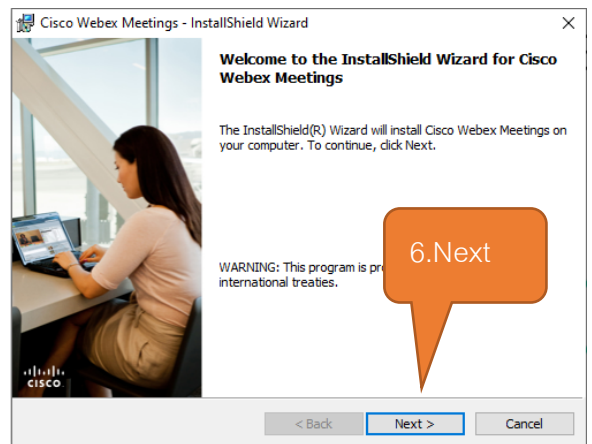 Cisco Webex Meetings - InstallShield Wizard
Welcome to the InstallShield Wizard for Cisco
Webex Meetings
The InstallShield(R) Wizard will install Cisco Webex Meetings on
your computer. To continue, click Next.
6.Next
WARNING: This program is
international treaties.
CISCO
< Back
Next >
Cancel